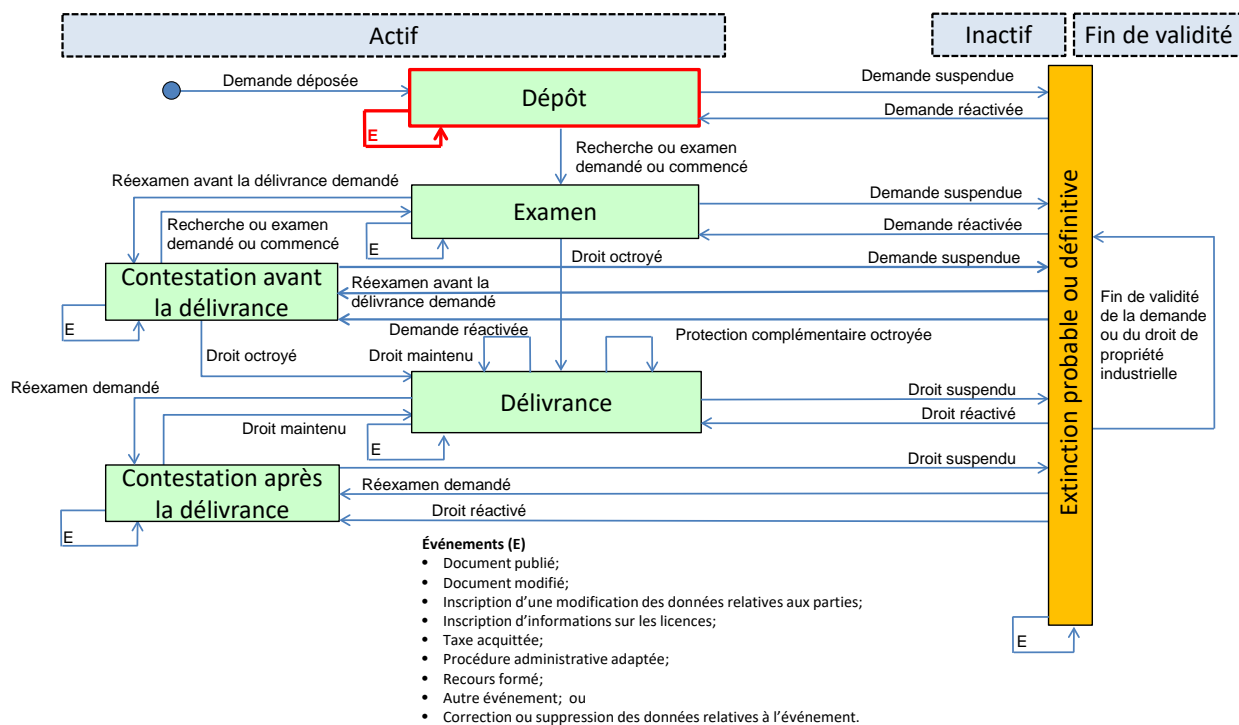 Actif
Inactif
Fin de validité
Demande déposée
Dépôt
Demande suspendue
Demande réactivée
E
Recherche ou examen
demandé ou commencé
Réexamen avant la délivrance demandé
Examen
Demande suspendue
Demande réactivée
Recherche ou examen
demandé ou commencé
E
Droit octroyé
Demande suspendue
Contestation avant
la délivrance
Réexamen avant la
délivrance demandé
E
Demande réactivée
Protection complémentaire octroyée
Droit octroyé
Droit maintenu
Fin de validité
de la demande
ou du droit de
propriété
industrielle
Extinction probable ou définitive
Réexamen demandé
Délivrance
Droit suspendu
Droit réactivé
Droit maintenu
E
Contestation après
la délivrance
Droit suspendu
Réexamen demandé
Droit réactivé
E
Événements (E)
• Document publié;
• Document modifié;
• Inscription d’une modification des données relatives aux parties;
• Inscription d’informations sur les licences;
• Taxe acquittée;
• Procédure administrative adaptée;
• Recours formé;
• Autre événement; ou
• Correction ou suppression des données relatives à l’événement.
E